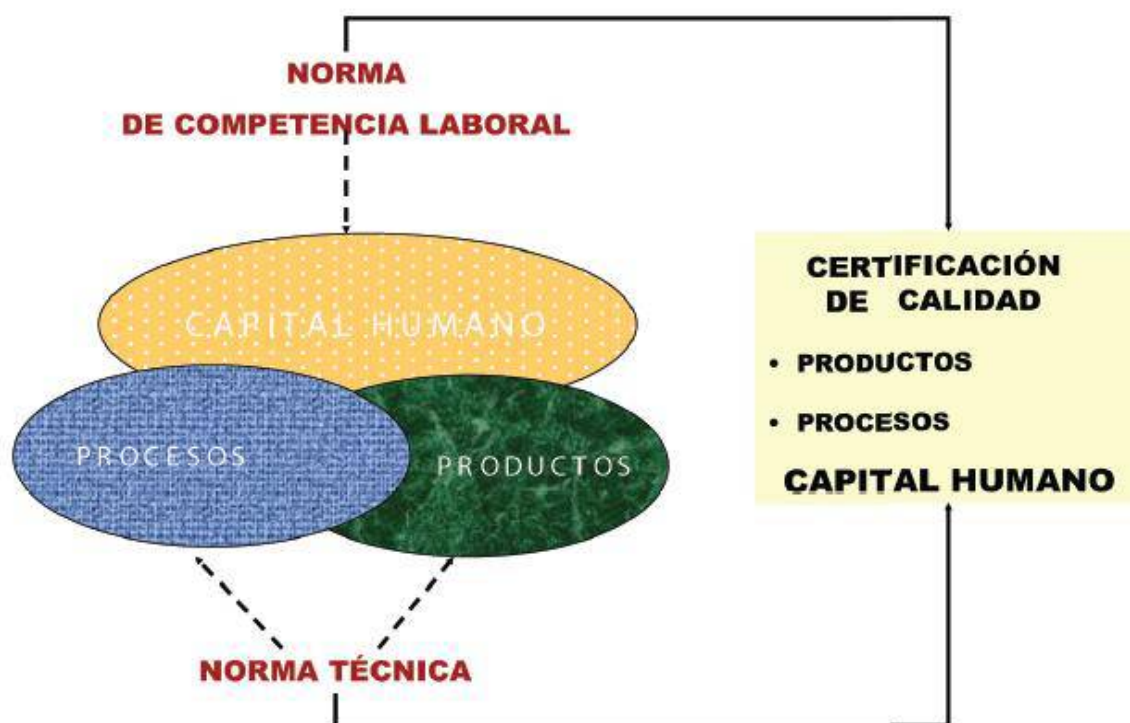 NORMA
DE COMPETENCIA LABORAL
CAPITAL HUMANO
PROCESOS
PRODUCTOS
NORMA TÉCNICA
CERTIFICACIÓN
DE CALIDAD
• PRODUCTOS
• PROCESOS
CAPITAL HUMANO